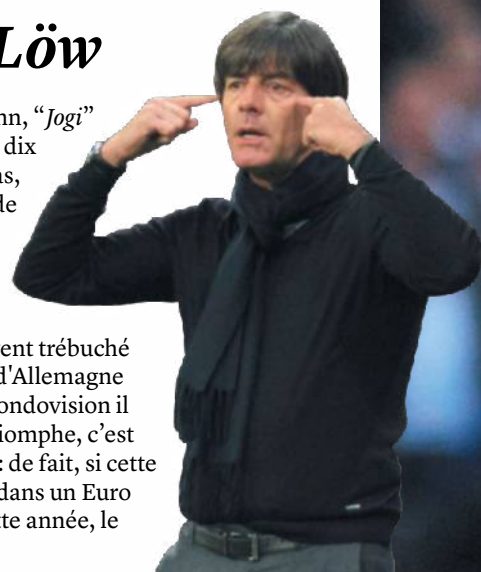 Löw
nn, “Jogi”
dix
as,
de
ent trébuché
d'Allemagne
ondovision il
iomphe, c’est
: de fait, si cette
dans un Euro
tte année, le